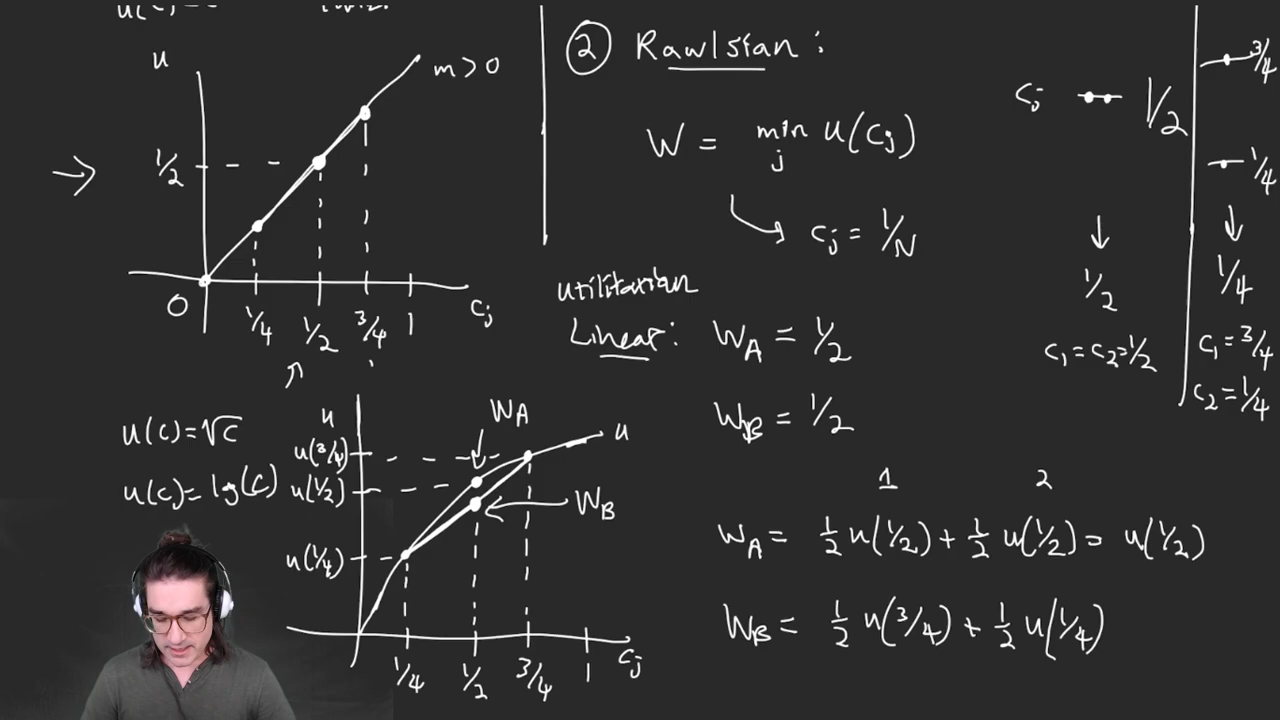 u
m > 0
1/2
0
1/4
1/2
3/4
1
cj
② Rawlsian:
W = min u(cj)
j
cj = 1/N
cj
1/2
3/4
1/4
1/2
1/4
c1 = c2 = 1/2
c1 = 3/4
c2 = 1/4
utilitarian
Linear: WA = 1/2
WB = 1/2
u(c) = √c
u(c) = log(c)
u
WA
u
u(3/4)
u(1/2)
WB
u(1/4)
1/4
1/2
3/4
1
cj
1 2
WA = 1/2 u(1/2) + 1/2 u(1/2) = u(1/2)
WB = 1/2 u(3/4) + 1/2 u(1/4)